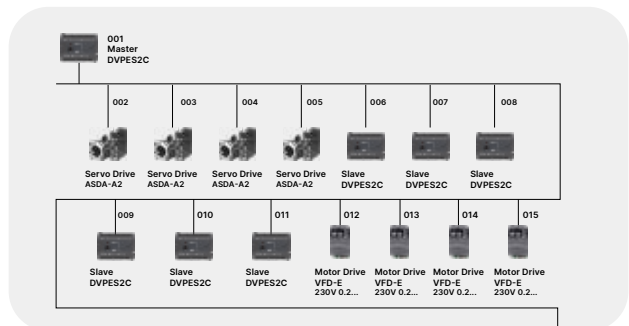 001
Master
DVPES2C
002
003
004
005
006
007
008
Servo Drive
ASDA-A2
Servo Drive
ASDA-A2
Servo Drive
ASDA-A2
Servo Drive
ASDA-A2
Slave
DVPES2C
Slave
DVPES2C
Slave
DVPES2C
009
010
011
012
013
014
015
Slave
DVPES2C
Slave
DVPES2C
Slave
DVPES2C
Motor Drive
VFD-E
230V 0.2...
Motor Drive
VFD-E
230V 0.2...
Motor Drive
VFD-E
230V 0.2...
Motor Drive
VFD-E
230V 0.2...